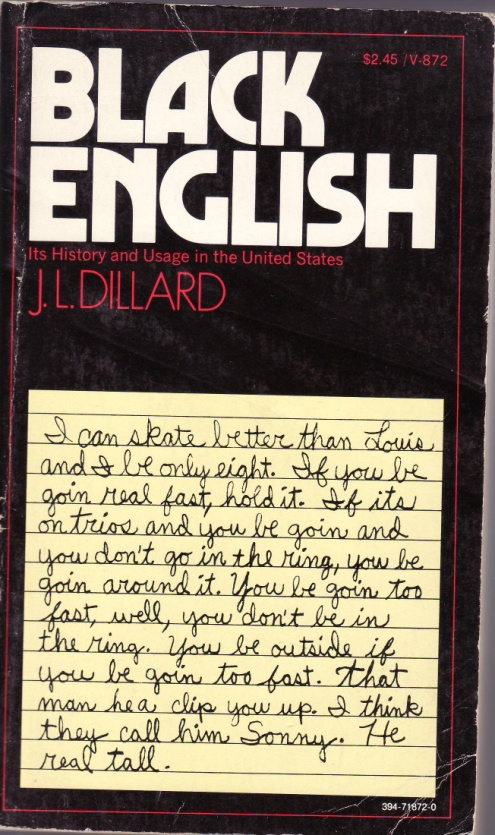 $2.45 / V-872
BLACK
ENGLISH
Its History and Usage in the United States
J.L. DILLARD
I can skate better than Louis
and I be only eight. If you be
goin real fast, hold it. If its
on trios and you be goin and
you don't go in the ring, you be
goin around it. You be goin too
fast, well, you don't be in
the ring. You be outside if
you be goin too fast. That
man hea clip you up. I think
they call him Sonny. He
real tall.
394-71872-0